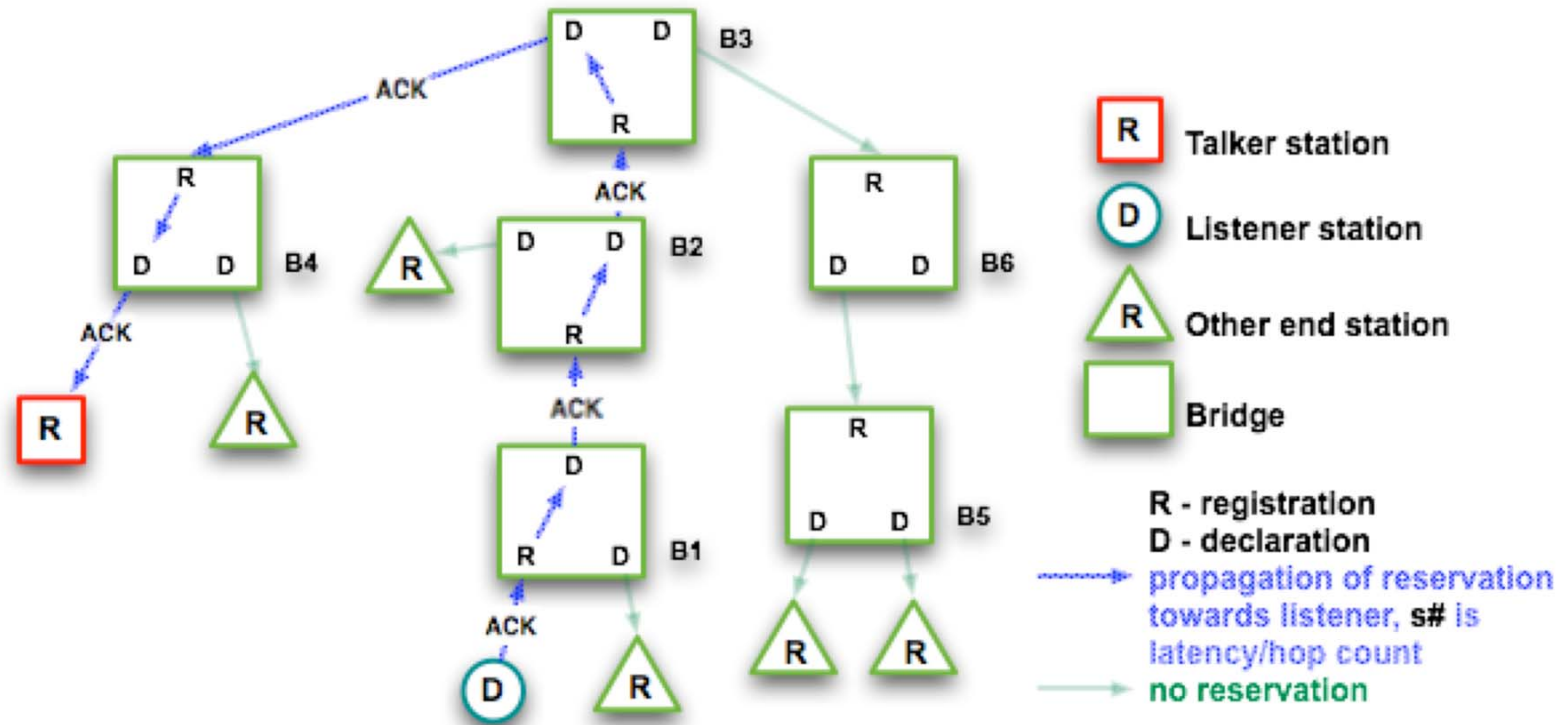 D D B3
ACK
R
R Talker station
R
ACK
R
D Listener station
D D B2
R
D D B4
D D B6
R Other end station
ACK
R
ACK
Bridge
R
R
R
D
D D B5
R D B1
ACK
R
R
D
R
R - registration
D - declaration
propagation of reservation
towards listener, s# is
latency/hop count
no reservation